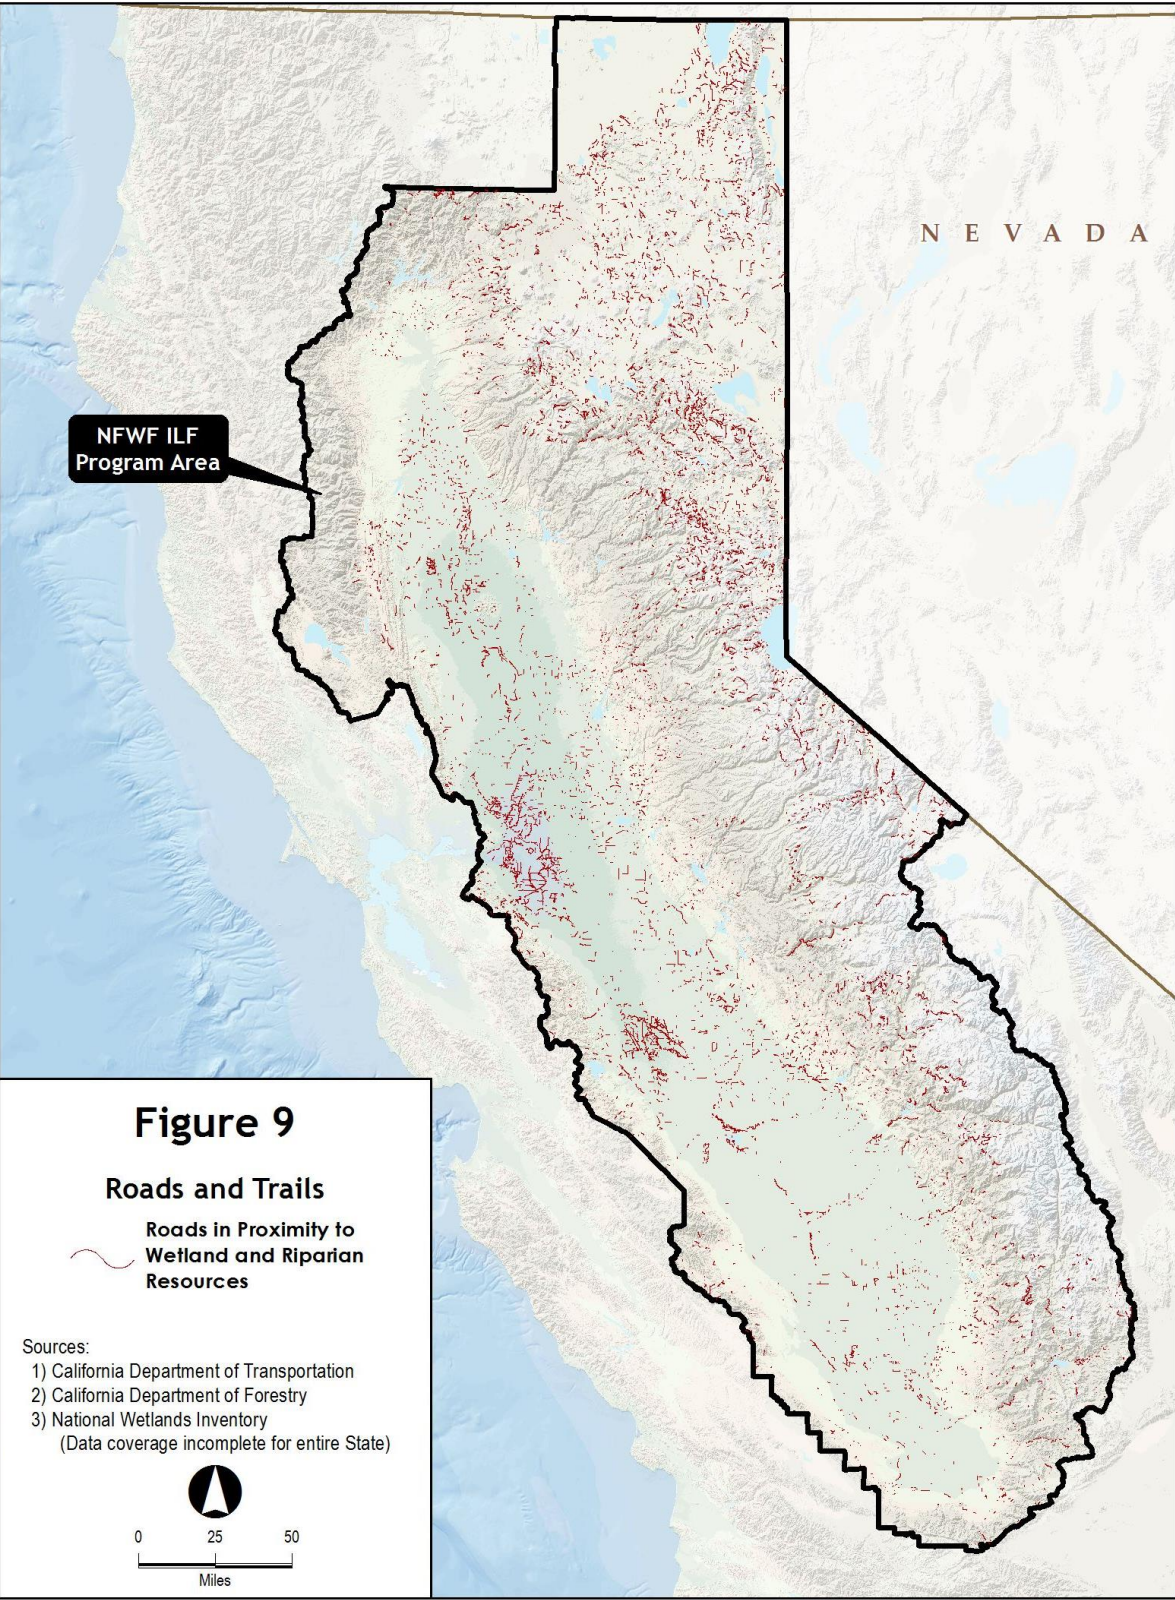 NEVADA
NFWF ILF
Program Area
Figure 9
Roads and Trails
Roads in Proximity to
Wetland and Riparian
Resources
Sources:
1) California Department of Transportation
2) California Department of Forestry
3) National Wetlands Inventory
(Data coverage incomplete for entire State)
0 25 50
Miles